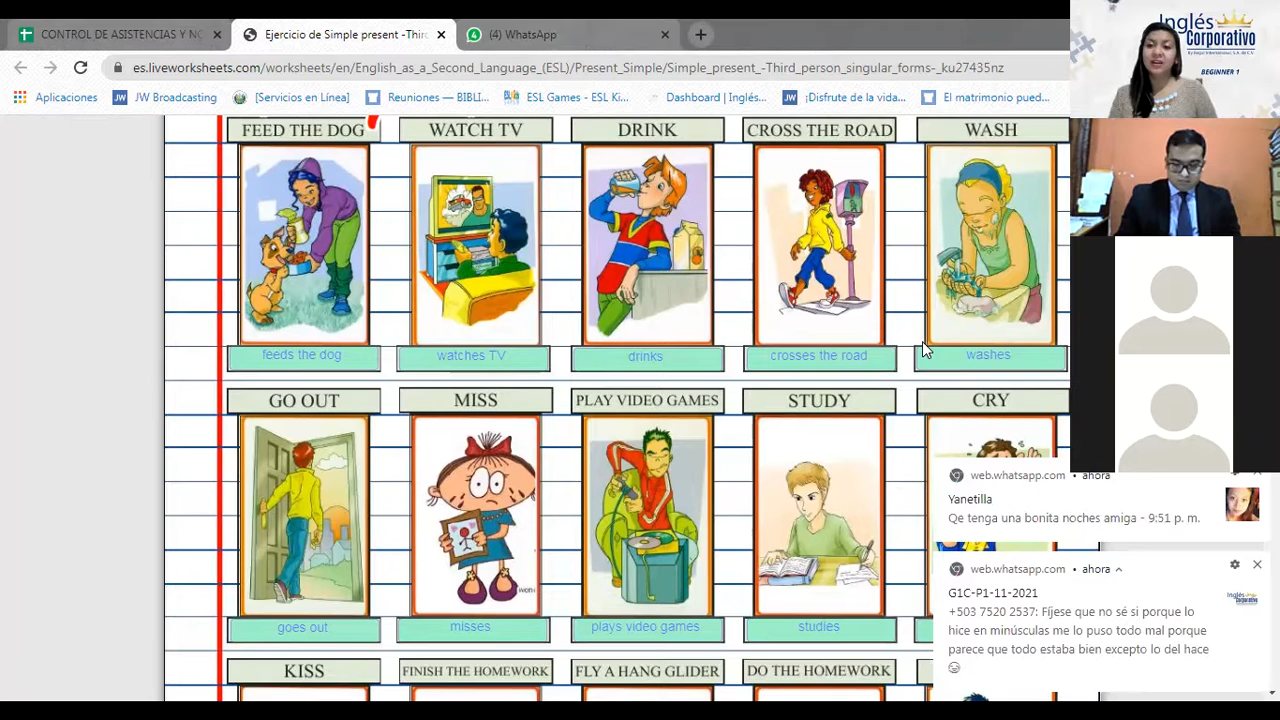 CONTROL DE ASISTENCIAS Y NO
Ejercicio de Simple present -Thir
(4) WhatsApp
Inglés
Corporativo
BEGINNER 1
es.liveworksheets.com/worksheets/en/English_as_a_Second_Language_(ESL)/Present_Simple/Simple_present_-Third_person_singular_forms-_ku27435nz
Aplicaciones
JW Broadcasting
[Servicios en Línea]
Reuniones — BIBLI...
ESL Games - ESL Ki...
Dashboard | Inglés...
¡Disfruta de la vida...
El matrimonio pued...
FEED THE DOG
WATCH TV
DRINK
CROSS THE ROAD
WASH
feeds the dog
watches TV
drinks
crosses the road
washes
GO OUT
MISS
PLAY VIDEO GAMES
STUDY
CRY
goes out
misses
plays video games
studies
KISS
FINISH THE HOMEWORK
FLY A HANG GLIDER
DO THE HOMEWORK
web.whatsapp.com • ahora
Yanetilla
Qe tenga una bonita noches amiga - 9:51 p. m.
web.whatsapp.com • ahora
G1C-P1-11-2021
+503 7520 2537: Fíjese que no sé si porque lo
hice en minúsculas me lo puso todo mal porque
parece que todo estaba bien excepto lo del hace